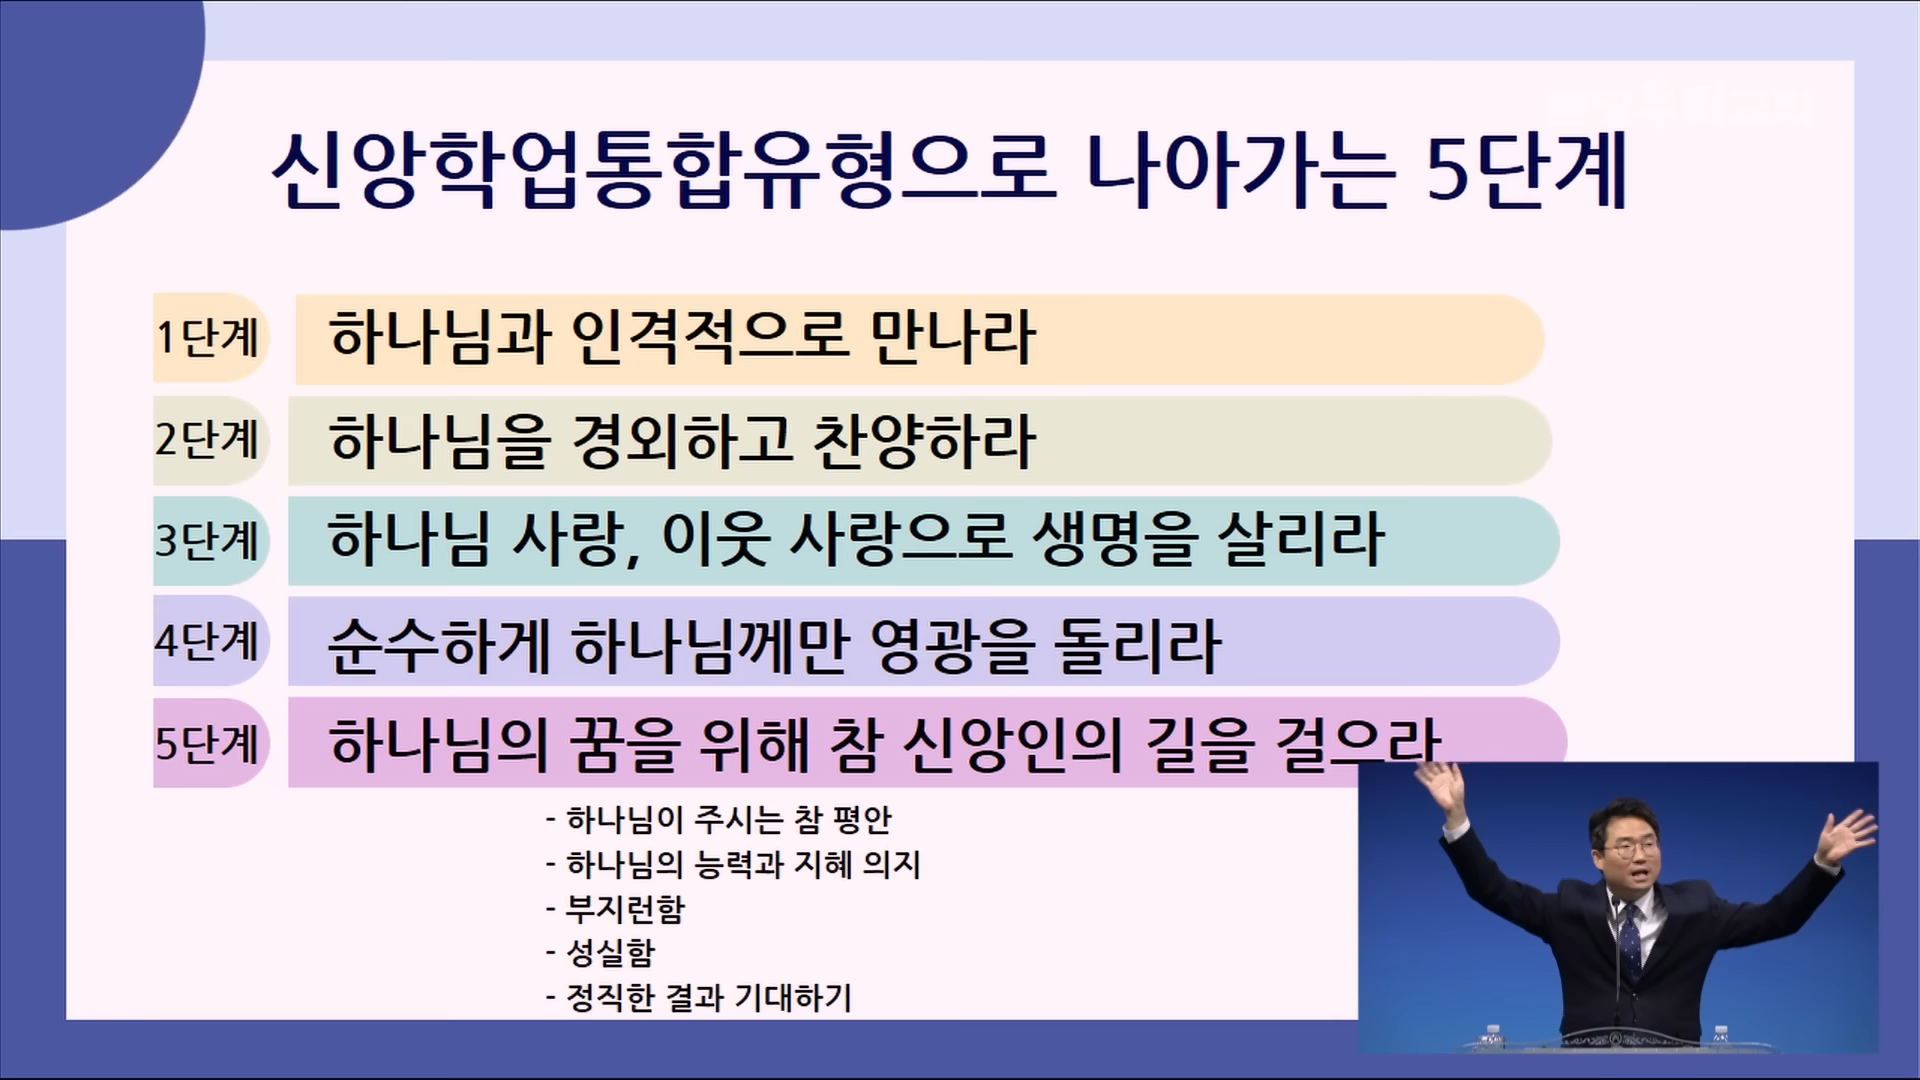 신앙학업통합유형으로 나아가는 5단계
1단계 하나님과 인격적으로 만나라
2단계 하나님을 경외하고 찬양하라
3단계 하나님 사랑, 이웃 사랑으로 생명을 살리라
4단계 순수하게 하나님께만 영광을 돌리라
5단계 하나님의 꿈을 위해 참 신앙인의 길을 걸으라
- 하나님이 주시는 참 평안
- 하나님의 능력과 지혜 의지
- 부지런함
- 성실함
- 정직한 결과 기대하기